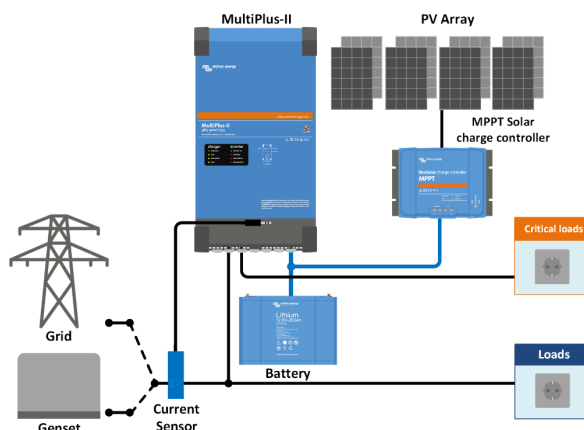 MultiPlus-II
PV Array
victron energy
MultiPlus-II
charger
inverter
MPPT Solar
charge controller
BlueSolar charge controller
MPPT
Critical loads
Lithium
Grid
Battery
Loads
Current
Sensor
Genset